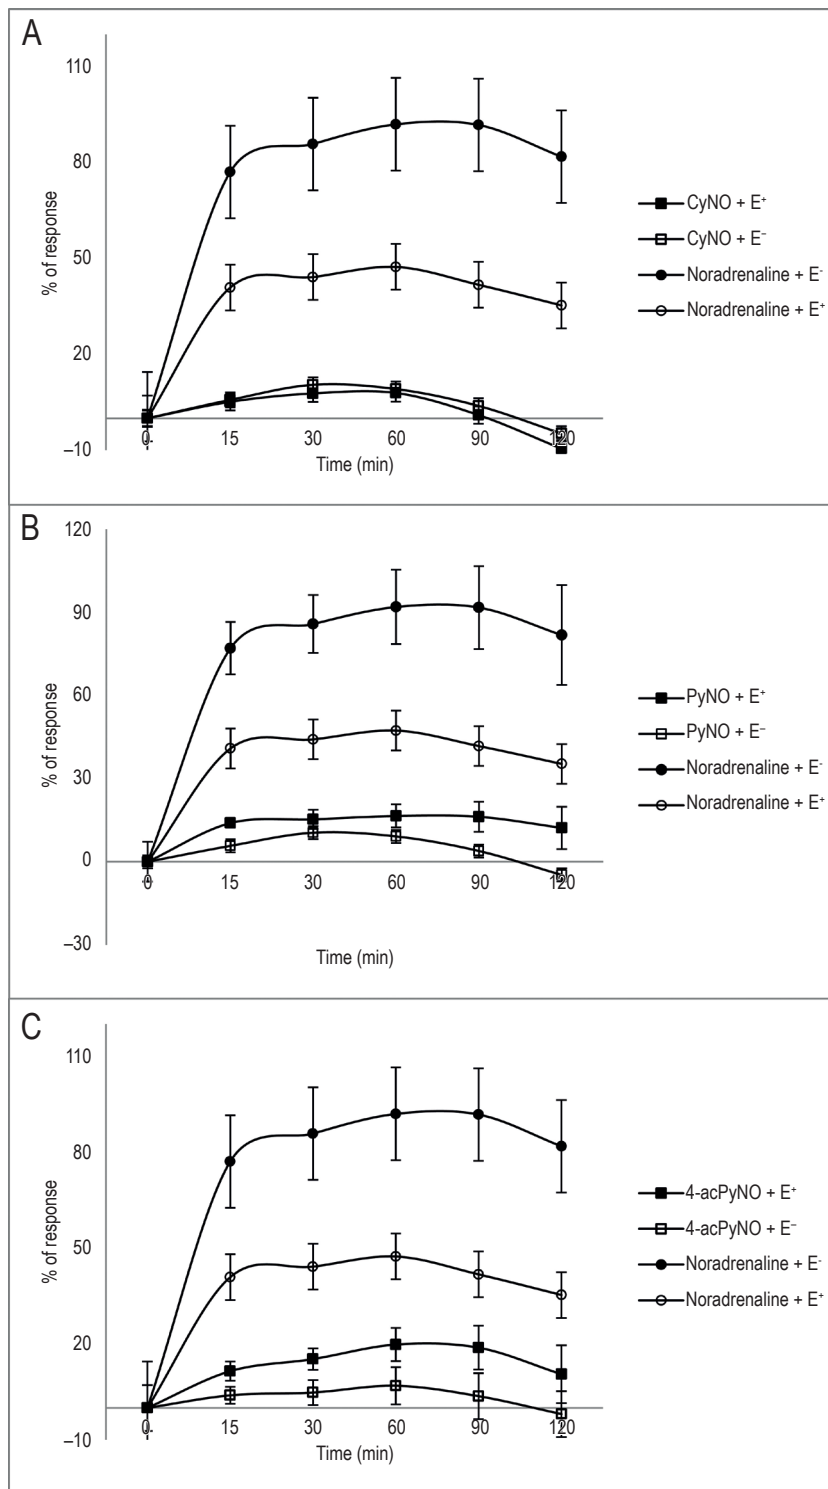 A
110
80
50
20
–10
% of response
0
15
30
60
90
120
Time (min)
CyNO + E⁺
CyNO + E⁻
Noradrenaline + E⁻
Noradrenaline + E⁺
B
120
90
60
30
0
–30
% of response
0
15
30
60
90
120
Time (min)
PyNO + E⁺
PyNO + E⁻
Noradrenaline + E⁻
Noradrenaline + E⁺
C
110
80
50
20
–10
% of response
0
15
30
60
90
120
Time (min)
4-acPyNO + E⁺
4-acPyNO + E⁻
Noradrenaline + E⁻
Noradrenaline + E⁺